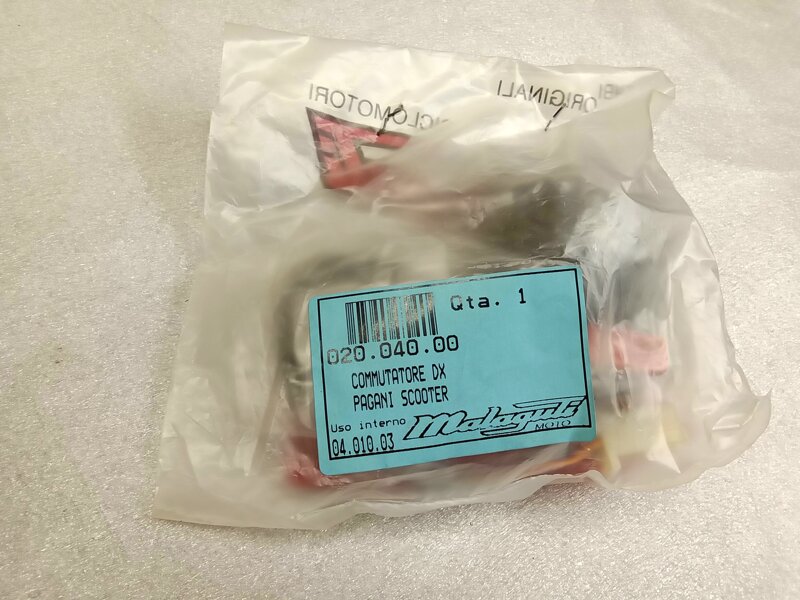 ORIGINALI
CICLOMOTORI
Qta. 1
020.040.00
COMMUTATORE DX
PAGANI SCOOTER
Uso interno
04.010.03
Malaguti
MOTO